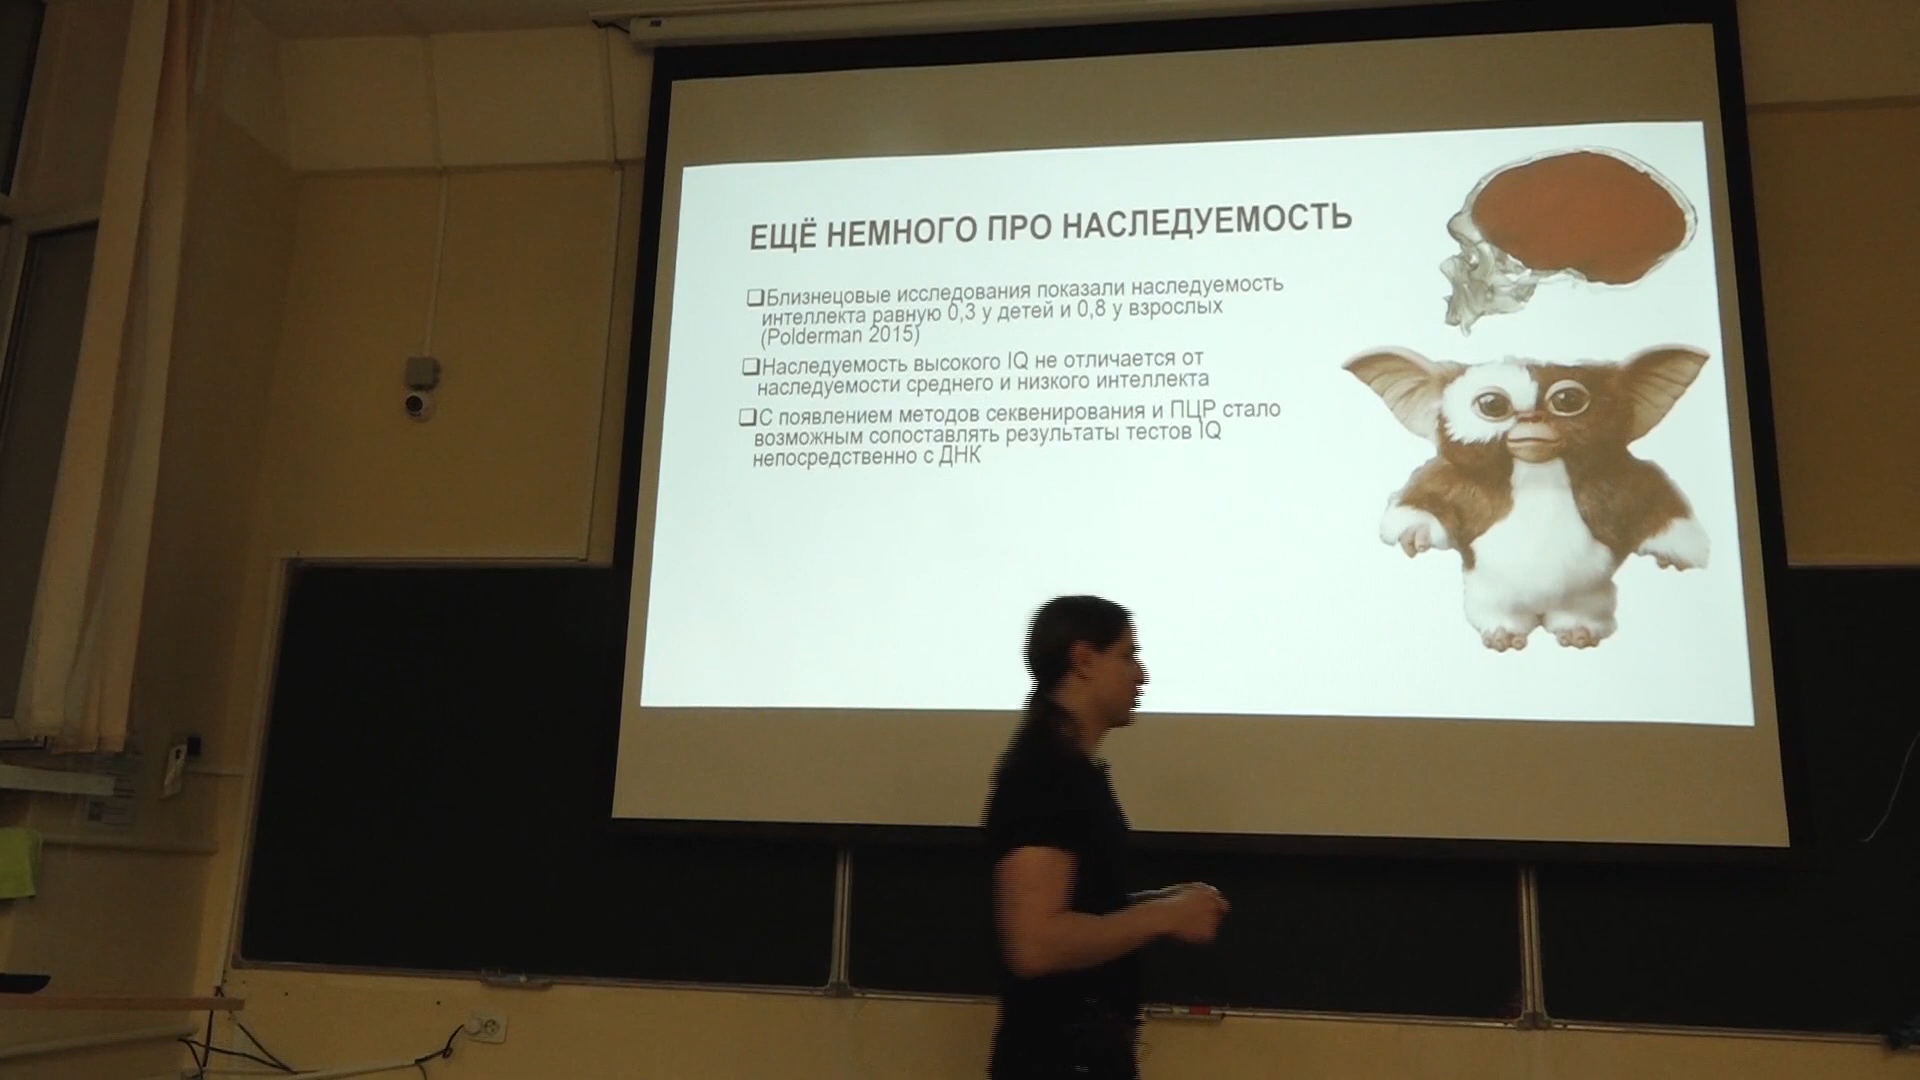 ЕЩЁ НЕМНОГО ПРО НАСЛЕДУЕМОСТЬ
Близнецовые исследования показали наследуемость
интеллекта равную 0,3 у детей и 0,8 у взрослых
(Polderman 2015)
Наследуемость высокого IQ не отличается от
наследуемости среднего и низкого интеллекта
С появлением методов секвенирования и ПЦР стало
возможным сопоставлять результаты тестов IQ
непосредственно с ДНК